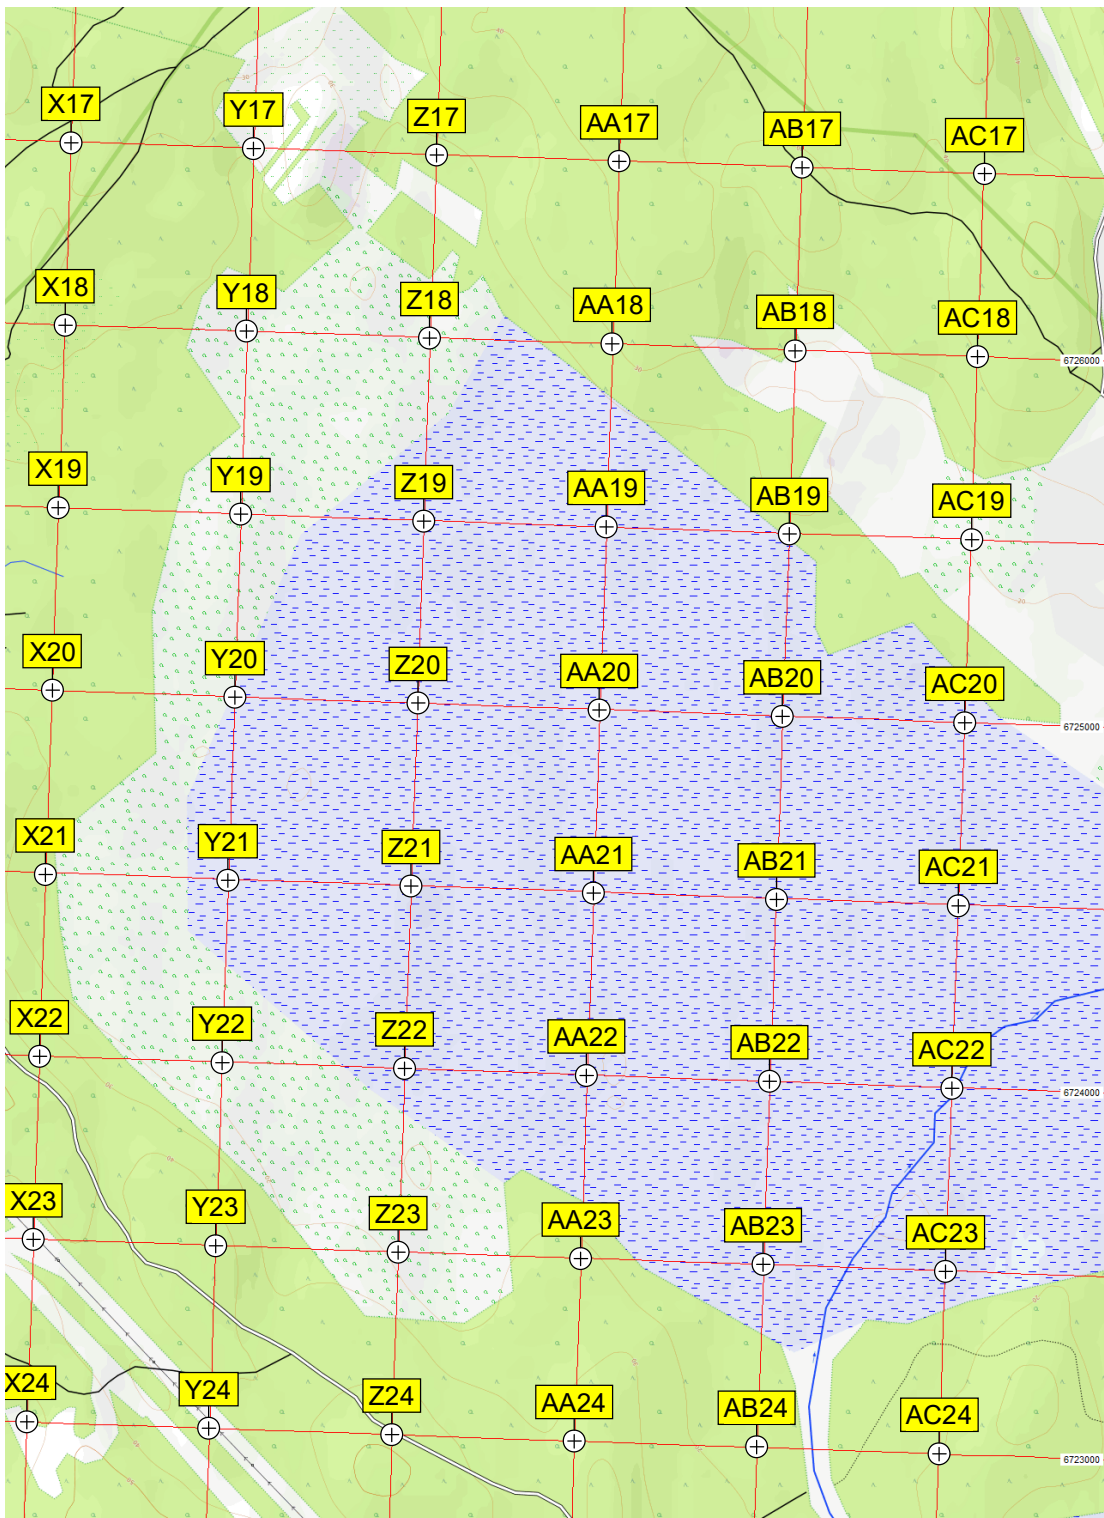 X17 Y17 Z17 AA17 AB17 AC17
X18 Y18 Z18 AA18 AB18 AC18
6726000
X19 Y19 Z19 AA19 AB19 AC19
X20 Y20 Z20 AA20 AB20 AC20
6725000
X21 Y21 Z21 AA21 AB21 AC21
X22 Y22 Z22 AA22 AB22 AC22
6724000
X23 Y23 Z23 AA23 AB23 AC23
X24 Y24 Z24 AA24 AB24 AC24
6723000